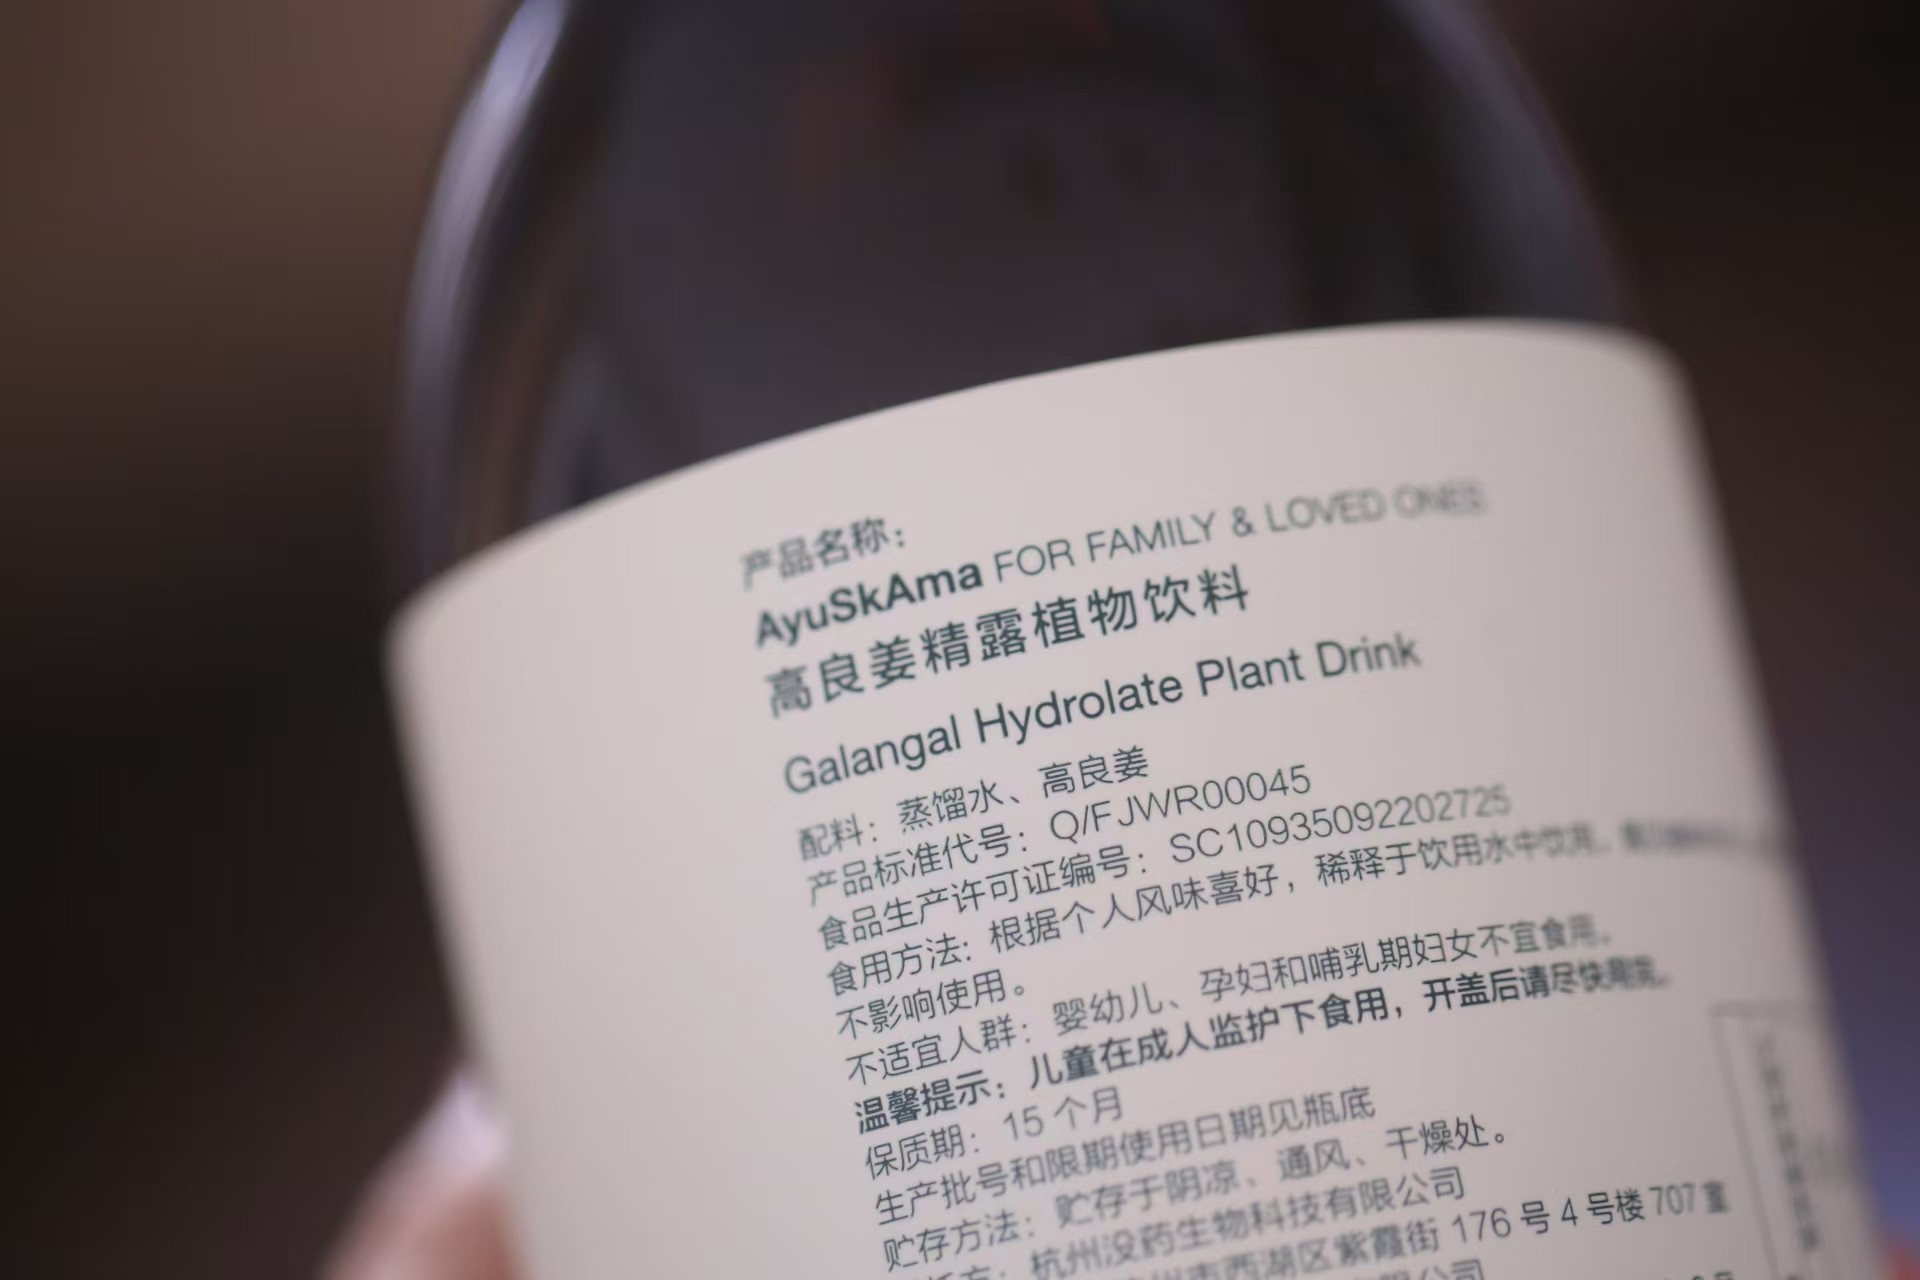 产品名称：
AyuSkAma FOR FAMILY & LOVED ONES
高良姜精露植物饮料
Galangal Hydrolate Plant Drink
配料：蒸馏水、高良姜
产品标准代号：Q/FJWR0004S
食品生产许可证编号：SC10935092202725
食用方法：根据个人风味喜好，稀释于饮用水中饮完。
不影响使用。
不适宜人群：婴幼儿、孕妇和哺乳期妇女不宜食用。
温馨提示：儿童在成人监护下食用，开盖后请尽快用完。
保质期：15 个月
生产批号和限期使用日期见瓶底
贮存方法：贮存于阴凉、通风、干燥处。
方：杭州没药生物科技有限公司
州市西湖区紫霞街 176 号 4 号楼 707 室
限公司